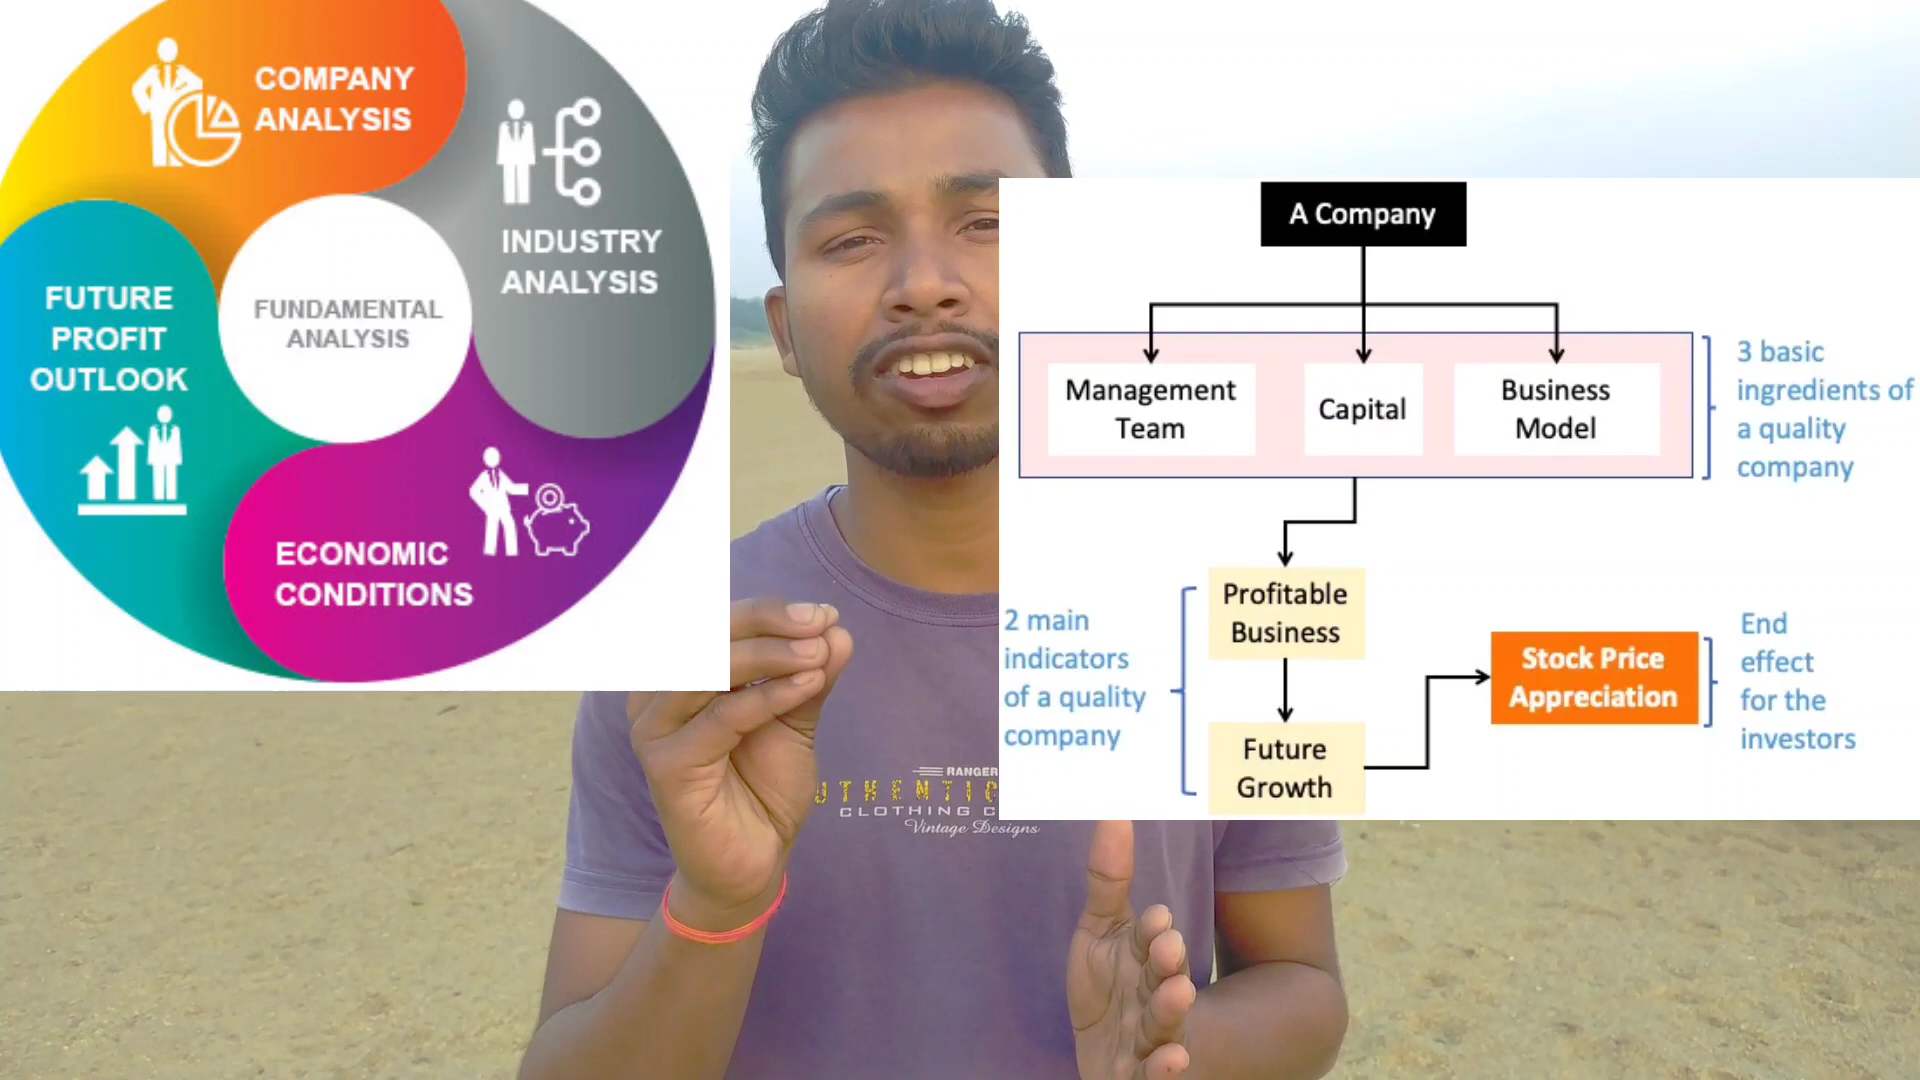 COMPANY
ANALYSIS
INDUSTRY
ANALYSIS
FUTURE
PROFIT
OUTLOOK
FUNDAMENTAL
ANALYSIS
ECONOMIC
CONDITIONS
A Company
Management
Team
Capital
Business
Model
3 basic
ingredients of
a quality
company
Profitable
Business
2 main
indicators
of a quality
company
Future
Growth
Stock Price
Appreciation
End
effect
for the
investors
RANGER
UTHENTIC
CLOTHING C
Vintage Designs